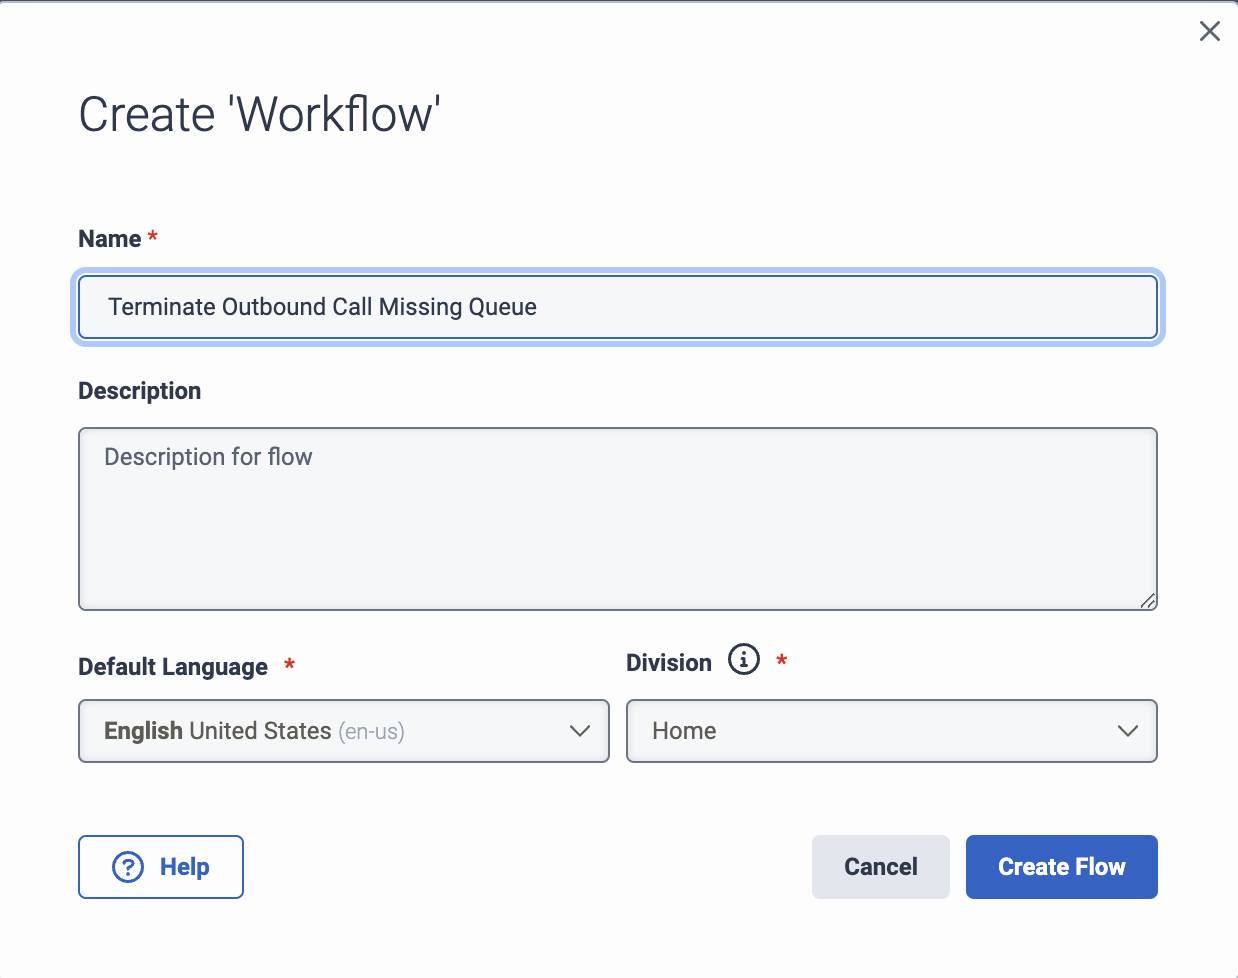 Create 'Workflow'
Name *
Terminate Outbound Call Missing Queue
Description
Description for flow
Default Language *
Division *
English United States (en-us)
Home
Help
Cancel
Create Flow